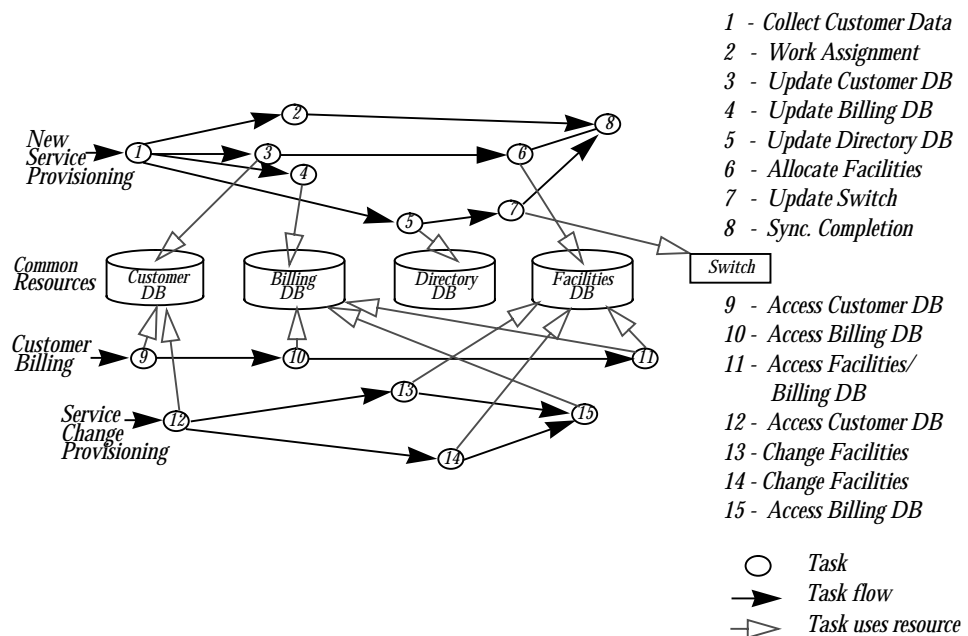 1 - Collect Customer Data
2 - Work Assignment
3 - Update Customer DB
4 - Update Billing DB
5 - Update Directory DB
6 - Allocate Facilities
7 - Update Switch
8 - Sync. Completion
New
Service
Provisioning
1
2
3
4
5
6
7
8
Common
Resources
Customer
DB
Billing
DB
Directory
DB
Facilities
DB
Switch
9 - Access Customer DB
10 - Access Billing DB
11 - Access Facilities/
Billing DB
12 - Access Customer DB
13 - Change Facilities
14 - Change Facilities
15 - Access Billing DB
Customer
Billing
9
10
11
Service
Change
Provisioning
12
13
14
15
Task
Task flow
Task uses resource